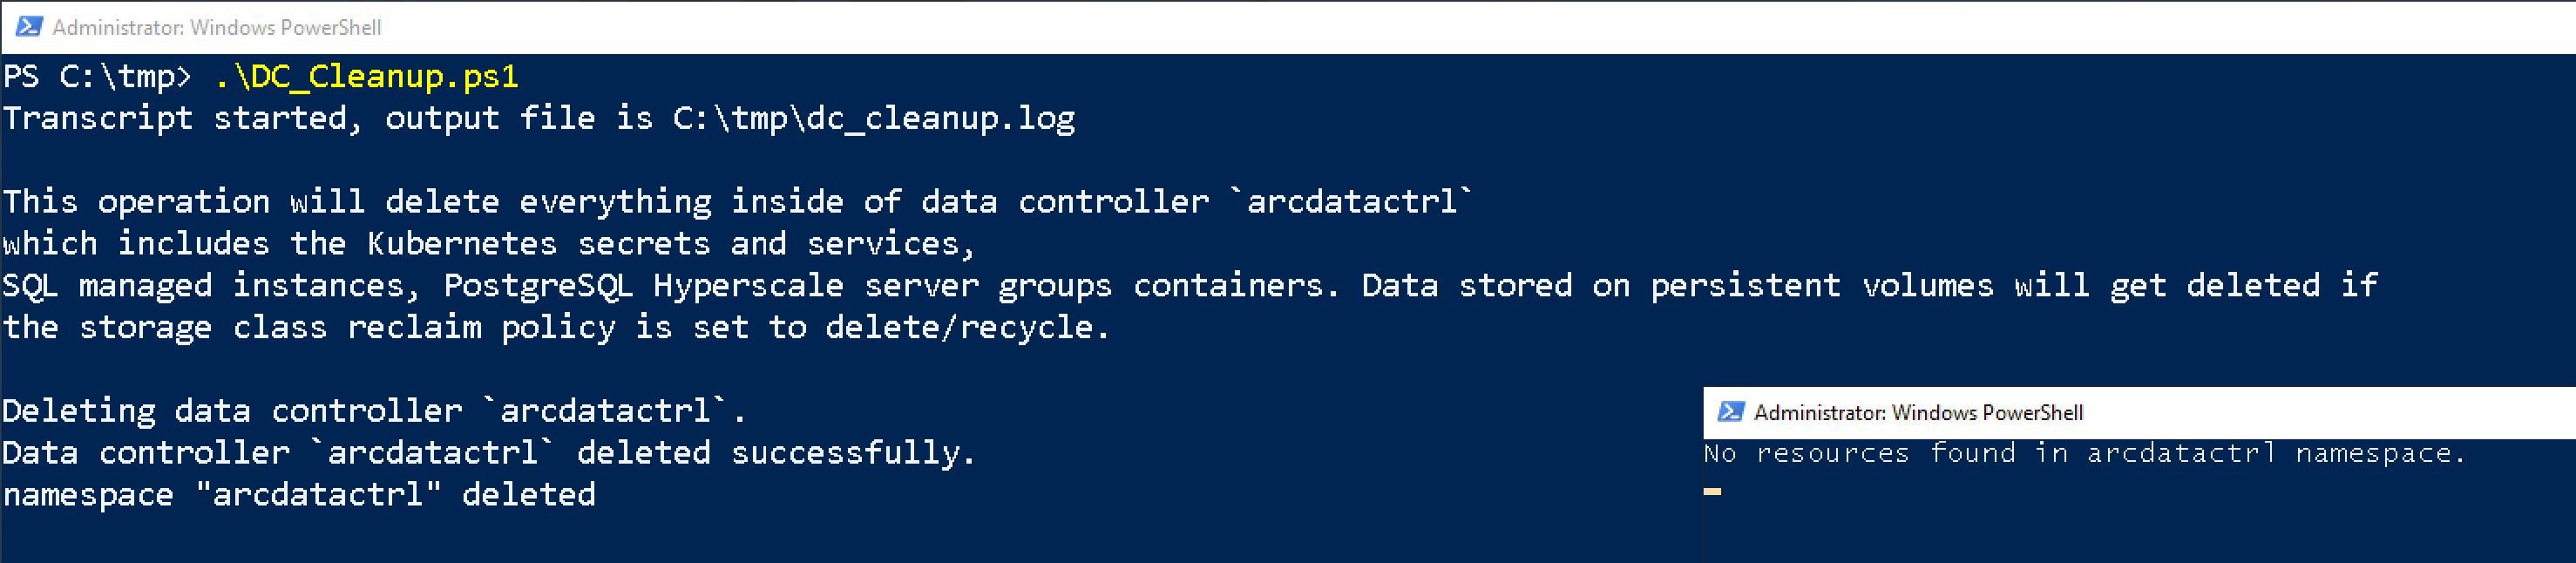 Administrator: Windows PowerShell
PS C:\tmp> .\DC_Cleanup.ps1
Transcript started, output file is C:\tmp\dc_cleanup.log
This operation will delete everything inside of data controller `arcdatactrl`
which includes the Kubernetes secrets and services,
SQL managed instances, PostgreSQL Hyperscale server groups containers. Data stored on persistent volumes will get deleted if
the storage class reclaim policy is set to delete/recycle.
Deleting data controller `arcdatactrl`.
Data controller `arcdatactrl` deleted successfully.
namespace "arcdatactrl" deleted
Administrator: Windows PowerShell
No resources found in arcdatactrl namespace.